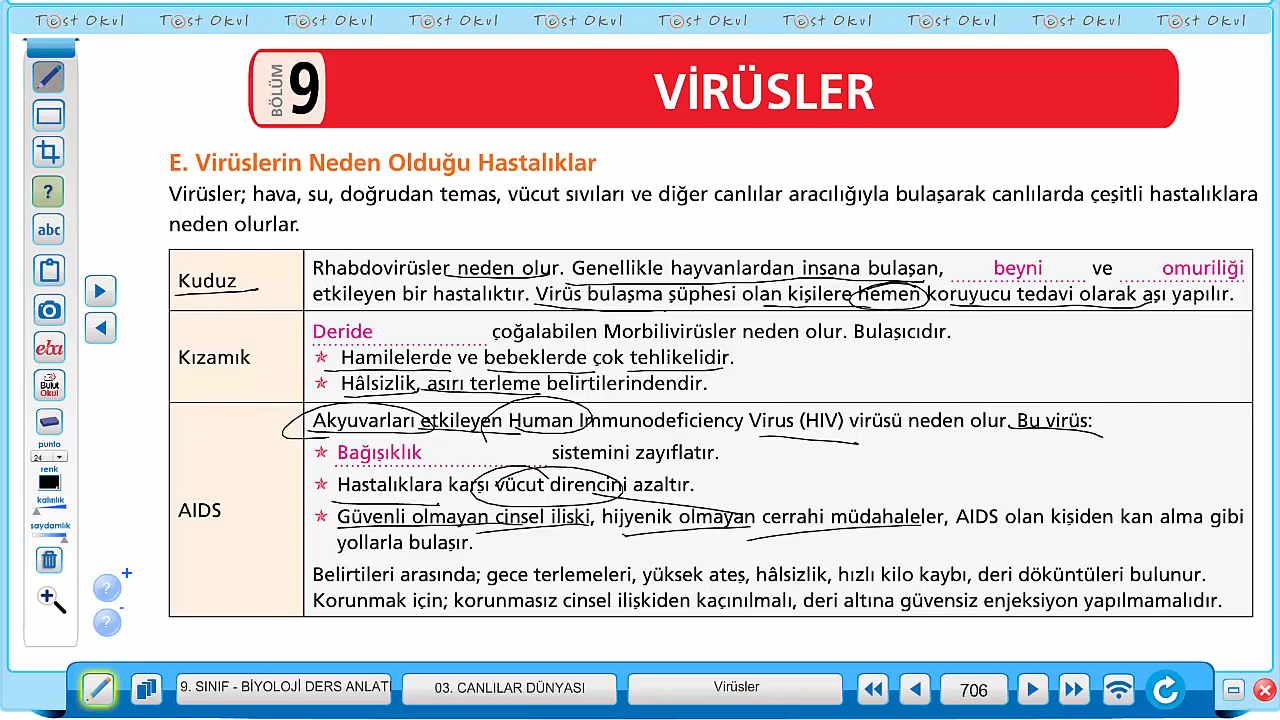 Test Okul Test Okul Test Okul Test Okul Test Okul Test Okul Test Okul Test Okul Test Okul Test Okul
BÖLÜM 9
VİRÜSLER
E. Virüslerin Neden Olduğu Hastalıklar
Virüsler; hava, su, doğrudan temas, vücut sıvıları ve diğer canlılar aracılığıyla bulaşarak canlılarda çeşitli hastalıklara
neden olurlar.
Kuduz
Rhabdovirüsler neden olur. Genellikle hayvanlardan insana bulaşan, beyni ve omuriliği
etkileyen bir hastalıktır. Virüs bulaşma şüphesi olan kişilere hemen koruyucu tedavi olarak aşı yapılır.
Kızamık
Deride çoğalabilen Morbilivirüsler neden olur. Bulaşıcıdır.
Hamilelerde ve bebeklerde çok tehlikelidir.
Hâlsizlik, aşırı terleme belirtilerindendir.
AIDS
Akyuvarları etkileyen Human Immunodeficiency Virus (HIV) virüsü neden olur. Bu virüs:
Bağışıklık sistemini zayıflatır.
Hastalıklara karşı vücut direncini azaltır.
Güvenli olmayan cinsel ilişki, hijyenik olmayan cerrahi müdahaleler, AIDS olan kişiden kan alma gibi
yollarla bulaşır.
Belirtileri arasında; gece terlemeleri, yüksek ateş, hâlsizlik, hızlı kilo kaybı, deri döküntüleri bulunur.
Korunmak için; korunmasız cinsel ilişkiden kaçınılmalı, deri altına güvensiz enjeksiyon yapılmamalıdır.
?
abc
eba
Bulut
Okul
punto
24
renk
kalınlık
saydamlık
? +
? -
9. SINIF - BİYOLOJİ DERS ANLATI
03. CANLILAR DÜNYASI
Virüsler
706